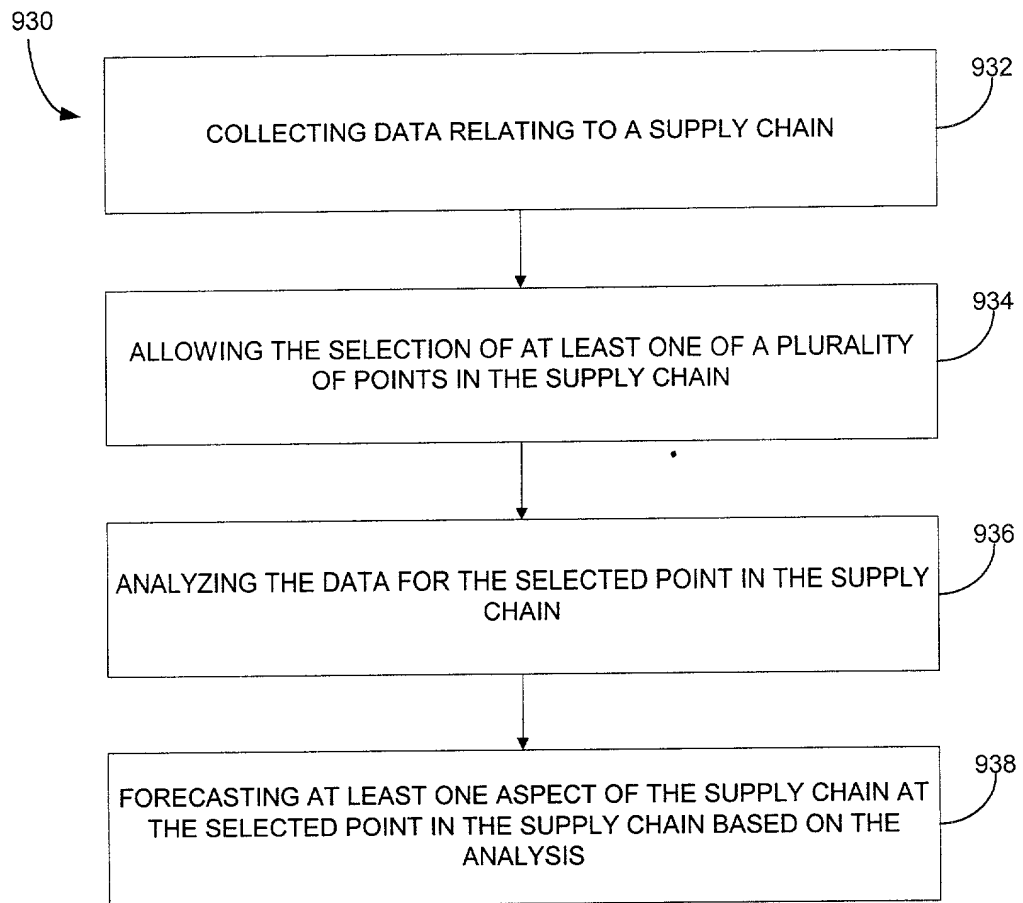 930
932
COLLECTING DATA RELATING TO A SUPPLY CHAIN
934
ALLOWING THE SELECTION OF AT LEAST ONE OF A PLURALITY
OF POINTS IN THE SUPPLY CHAIN
936
ANALYZING THE DATA FOR THE SELECTED POINT IN THE SUPPLY
CHAIN
938
FORECASTING AT LEAST ONE ASPECT OF THE SUPPLY CHAIN AT
THE SELECTED POINT IN THE SUPPLY CHAIN BASED ON THE
ANALYSIS